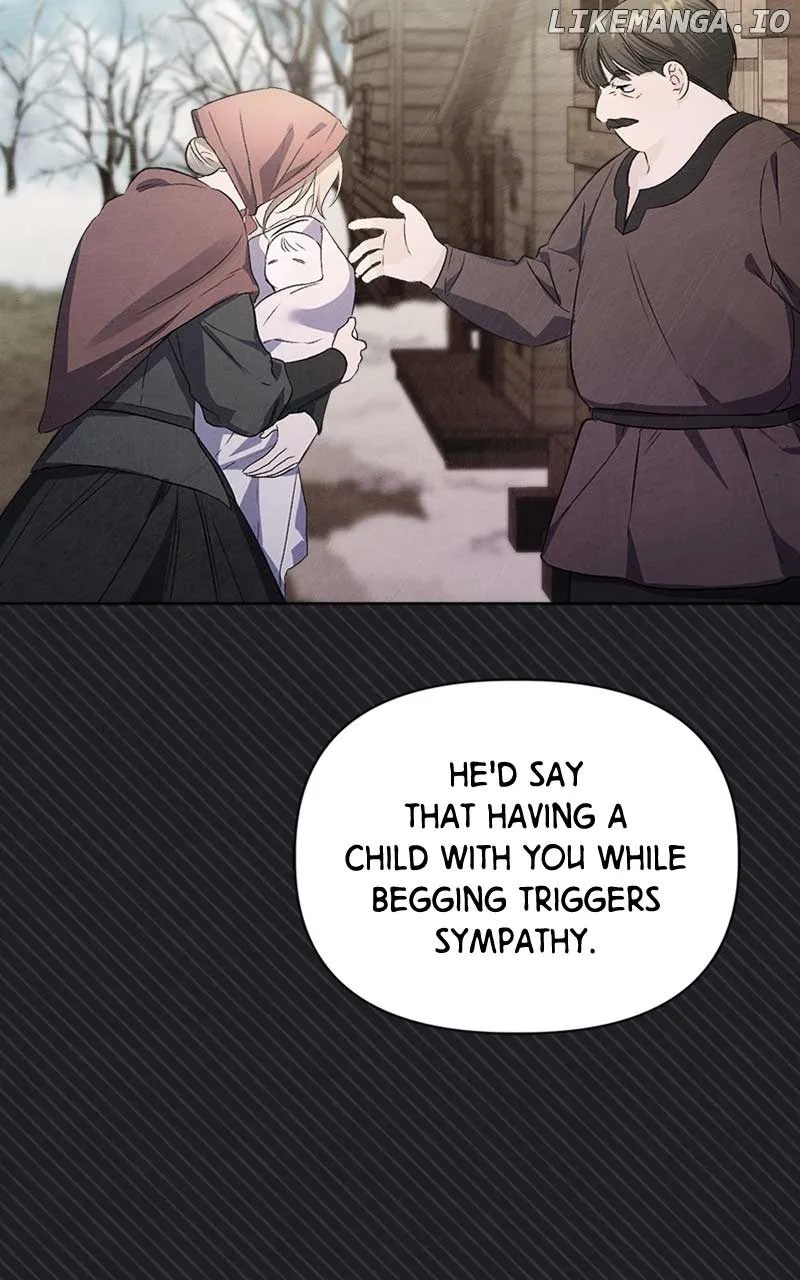 LIKEMANGA.IO
HE'D SAY
THAT HAVING A
CHILD WITH YOU WHILE
BEGGING TRIGGERS
SYMPATHY.